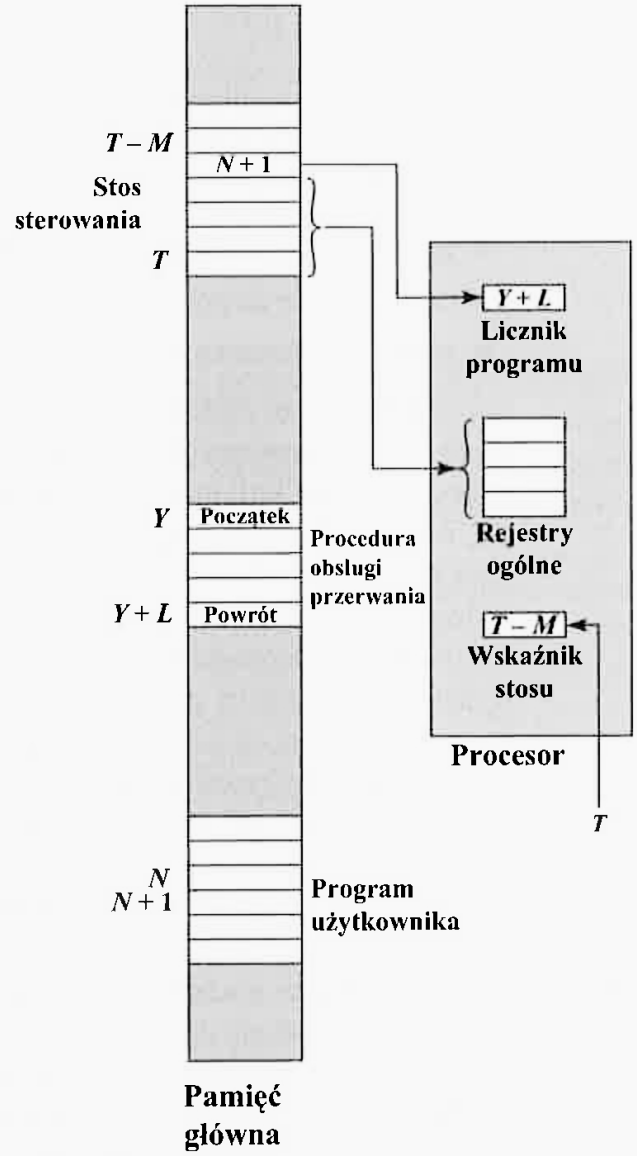 T – M
N + 1
Stos
sterowania
T
Y + L
Licznik
programu
Rejestry
ogólne
T – M
Wskaźnik
stosu
Procesor
T
Y
Początek
Procedura
obsługi
przerwania
Y + L
Powrót
N
N + 1
Program
użytkownika
Pamięć
główna